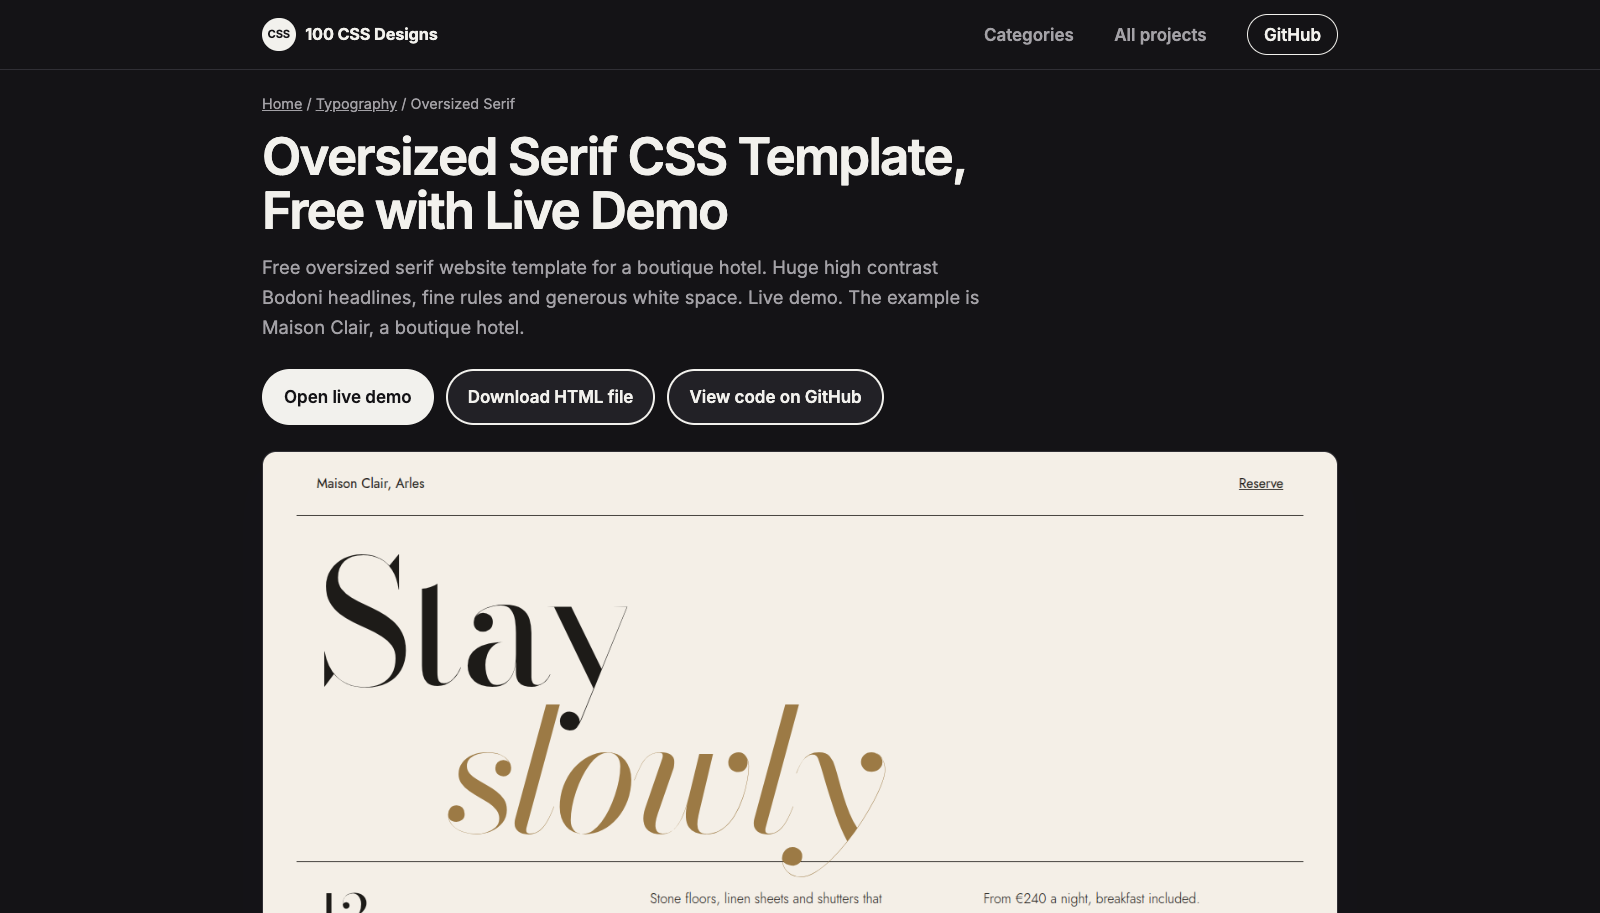 CSS 100 CSS Designs
Categories
All projects
GitHub
Home / Typography / Oversized Serif
Oversized Serif CSS Template,
Free with Live Demo
Free oversized serif website template for a boutique hotel. Huge high contrast
Bodoni headlines, fine rules and generous white space. Live demo. The example is
Maison Clair, a boutique hotel.
Open live demo
Download HTML file
View code on GitHub
Maison Clair, Arles
Reserve
Stay
slowly
Stone floors, linen sheets and shutters that
From €240 a night, breakfast included.